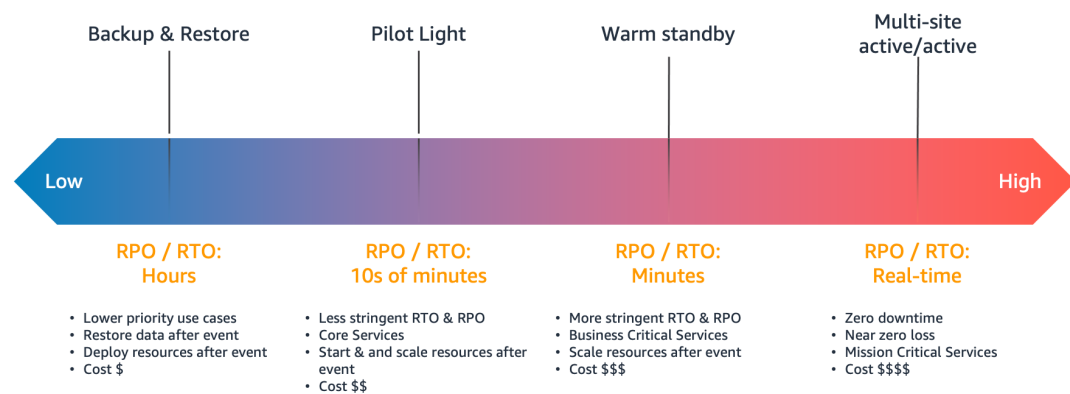 Backup & Restore
Pilot Light
Warm standby
Multi-site
active/active
Low
High
RPO / RTO:
Hours
RPO / RTO:
10s of minutes
RPO / RTO:
Minutes
RPO / RTO:
Real-time
• Lower priority use cases
• Restore data after event
• Deploy resources after event
• Cost $
• Less stringent RTO & RPO
• Core Services
• Start & and scale resources after
event
• Cost $$
• More stringent RTO & RPO
• Business Critical Services
• Scale resources after event
• Cost $$$
• Zero downtime
• Near zero loss
• Mission Critical Services
• Cost $$$$